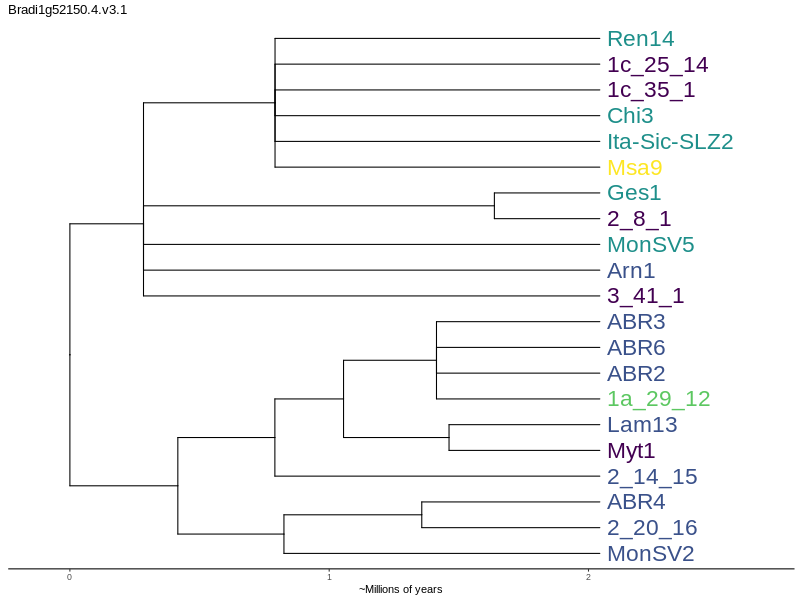 Bradi1g52150.4.v3.1
Ren14
1c_25_14
1c_35_1
Chi3
Ita-Sic-SLZ2
Msa9
Ges1
2_8_1
MonSV5
Arn1
3_41_1
ABR3
ABR6
ABR2
1a_29_12
Lam13
Myt1
2_14_15
ABR4
2_20_16
MonSV2
0 1 2
~Millions of years